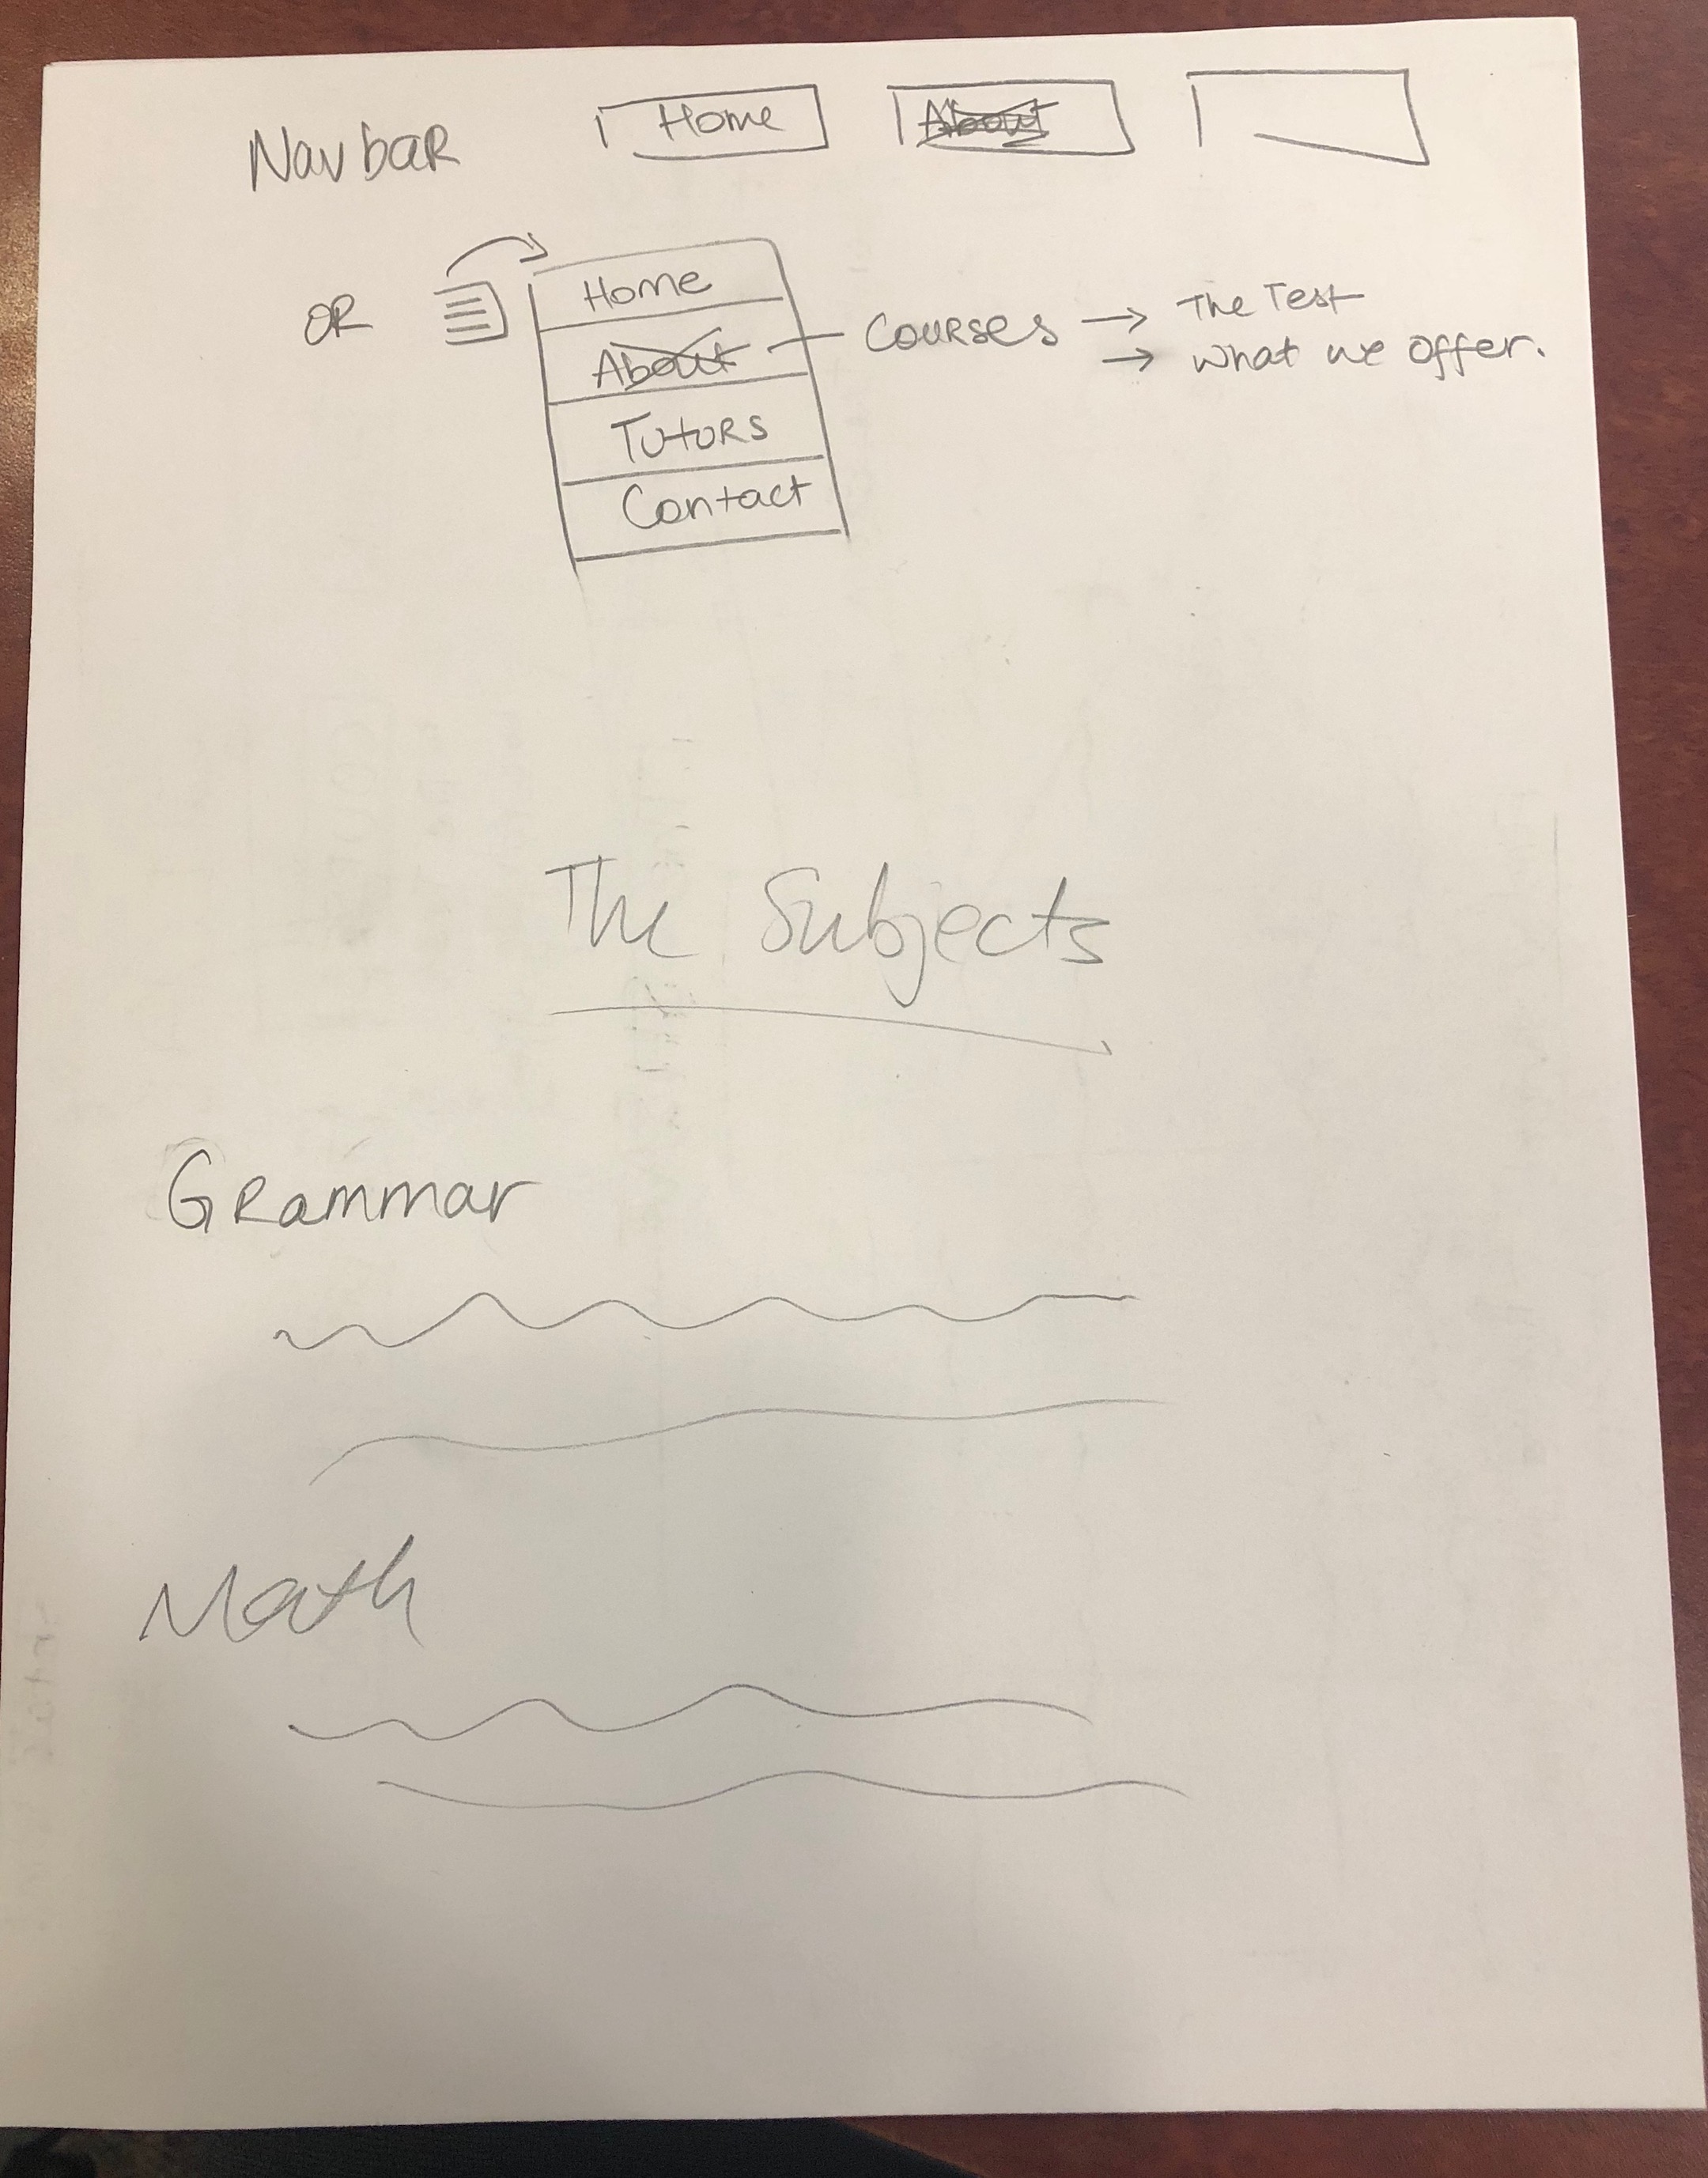 Navbar Home About
OR Home
About Courses → The Test
→ What we offer.
Tutors
Contact
The Subjects
Grammar
Math